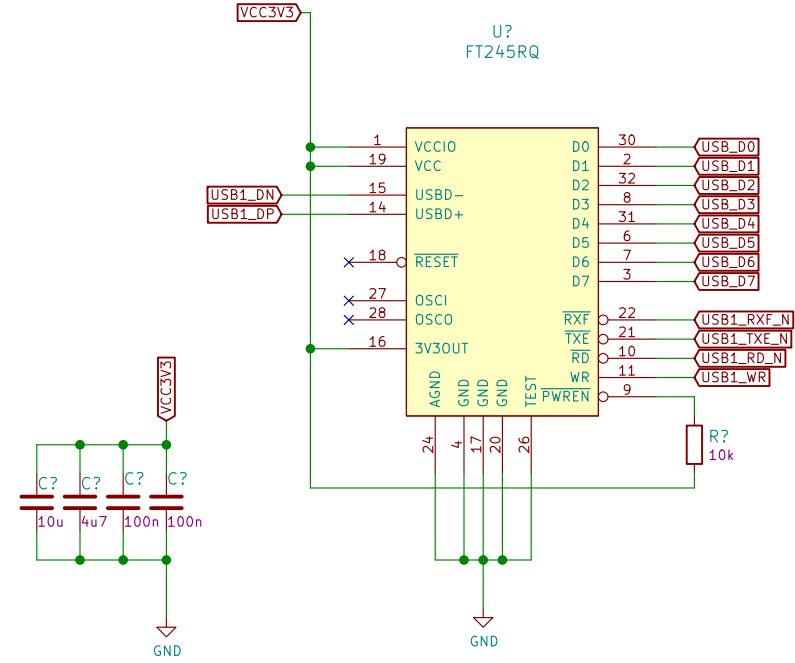 VCC3V3
U?
FT245RQ
1 VCCIO D0 30 USB_D0
19 VCC D1 2 USB_D1
D2 32 USB_D2
USB1_DN 15 USBD- D3 8 USB_D3
USB1_DP 14 USBD+ D4 31 USB_D4
D5 6 USB_D5
18 RESET D6 7 USB_D6
D7 3 USB_D7
27 OSCI
28 OSCO RXF 22 USB1_RXF_N
TXE 21 USB1_TXE_N
16 3V3OUT RD 10 USB1_RD_N
WR 11 USB1_WR
PWREN 9
AGND GND GND GND TEST
24 4 17 20 26
R?
10k
VCC3V3
C? C? C? C?
10u 4u7 100n 100n
GND
GND